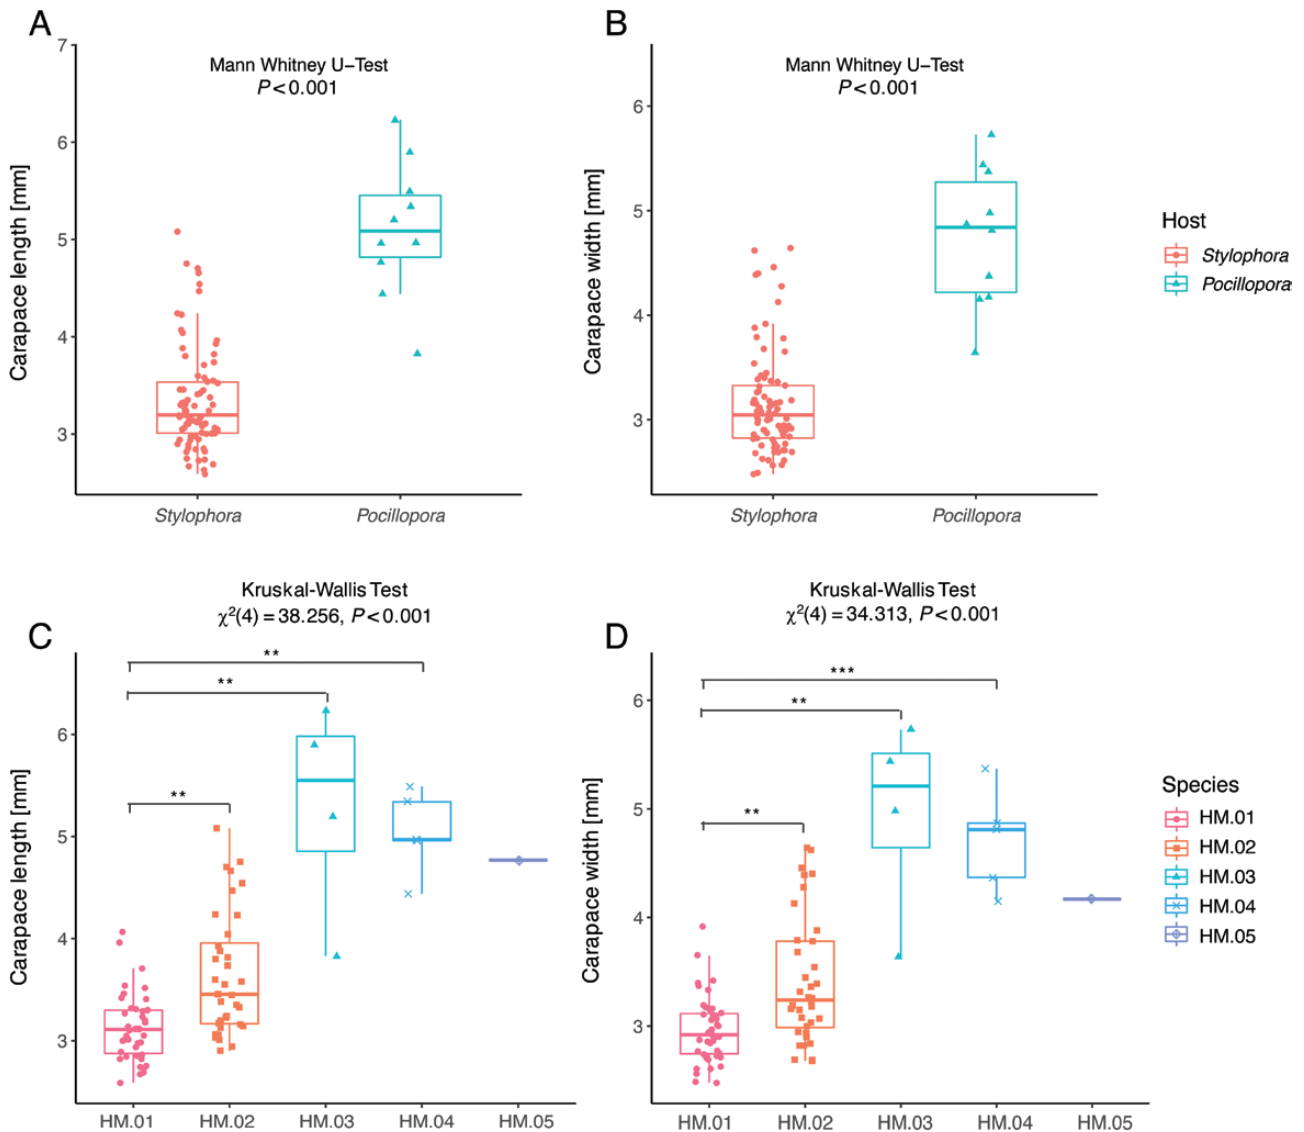 A
Mann Whitney U–Test
P < 0.001
Carapace length [mm]
7
6
5
4
3
Stylophora
Pocillopora
B
Mann Whitney U–Test
P < 0.001
Carapace width [mm]
6
5
4
3
Stylophora
Pocillopora
Host
Stylophora
Pocillopora
C
Kruskal-Wallis Test
χ²(4) = 38.256, P < 0.001
**
**
**
Carapace length [mm]
6
5
4
3
HM.01
HM.02
HM.03
HM.04
HM.05
D
Kruskal-Wallis Test
χ²(4) = 34.313, P < 0.001
***
**
**
Carapace width [mm]
6
5
4
3
HM.01
HM.02
HM.03
HM.04
HM.05
Species
HM.01
HM.02
HM.03
HM.04
HM.05